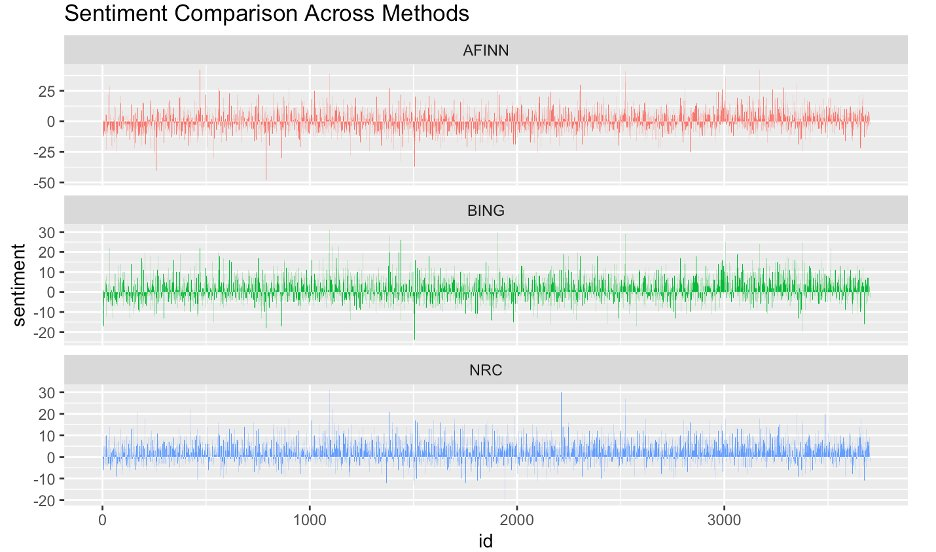 Sentiment Comparison Across Methods
AFINN
25
0
-25
-50
BING
30
20
10
0
-10
-20
sentiment
NRC
30
20
10
0
-10
-20
0 1000 2000 3000
id